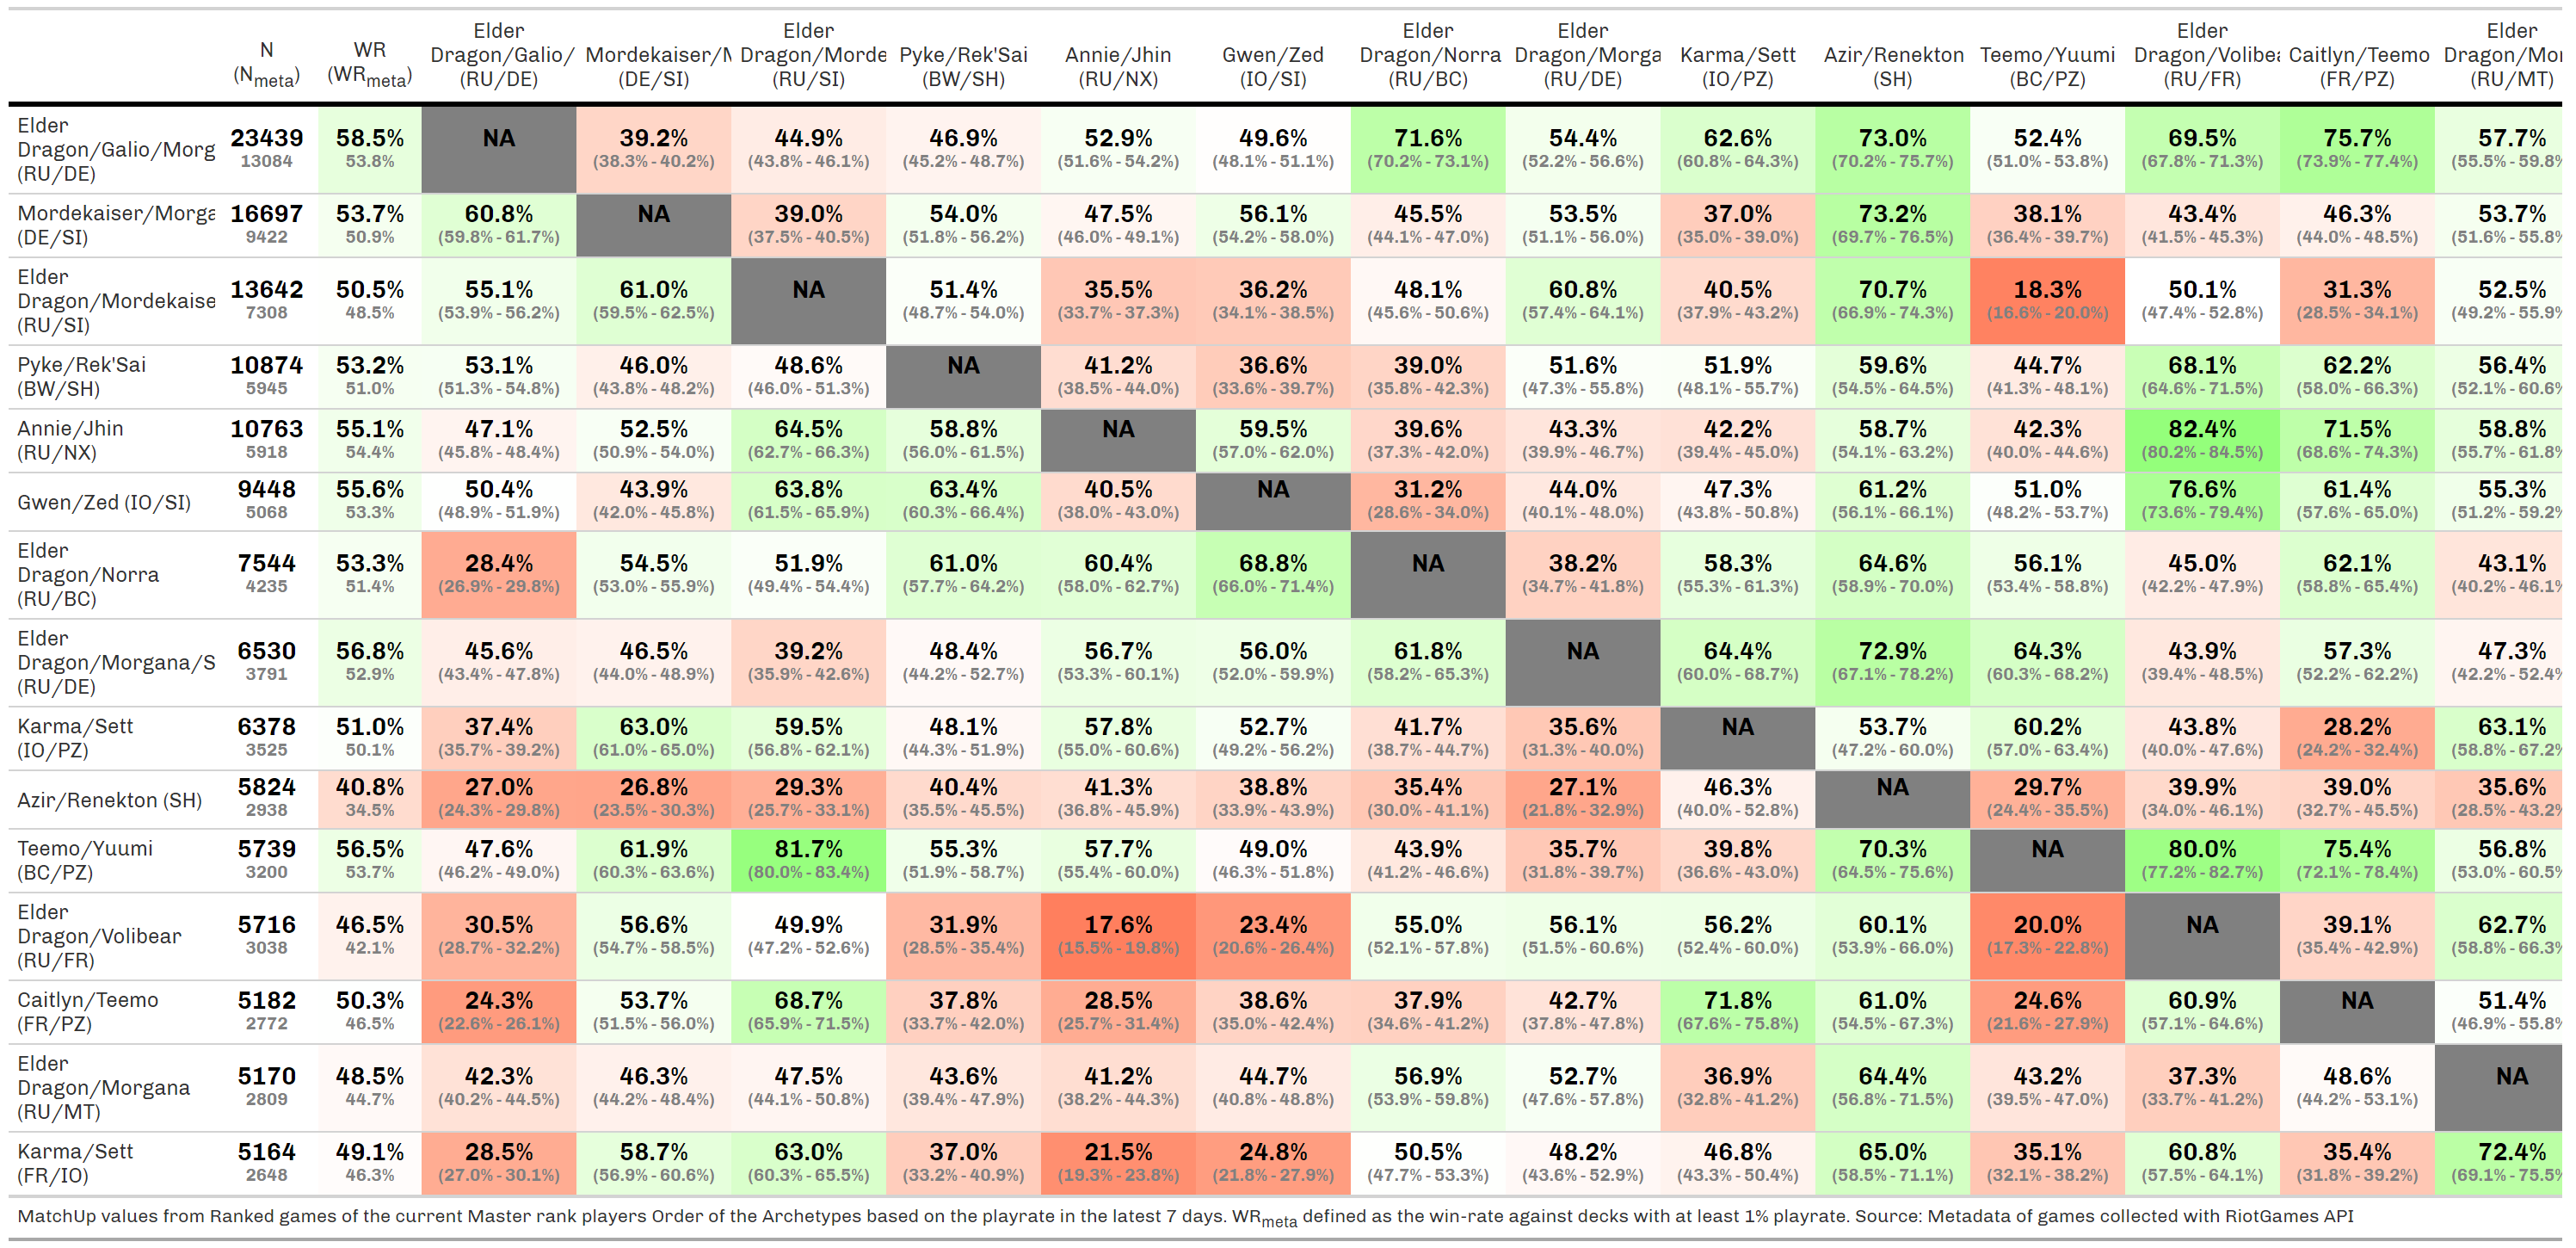 Elder Elder Elder Elder Elder Elder
N WR Dragon/Galio/ Mordekaiser/M Dragon/Morde Pyke/Rek'Sai Annie/Jhin Gwen/Zed Dragon/Norra Dragon/Morga Karma/Sett Azir/Renekton Teemo/Yuumi Dragon/Volibea Caitlyn/Teemo Dragon/Mor
(Nmeta) (WRmeta) (RU/DE) (DE/SI) (RU/SI) (BW/SH) (RU/NX) (IO/SI) (RU/BC) (RU/DE) (IO/PZ) (SH) (BC/PZ) (RU/FR) (FR/PZ) (RU/MT)
Elder
Dragon/Galio/Morg 23439 58.5% NA 39.2% 44.9% 46.9% 52.9% 49.6% 71.6% 54.4% 62.6% 73.0% 52.4% 69.5% 75.7% 57.7%
(RU/DE) 13084 53.8% (38.3% - 40.2%) (43.8% - 46.1%) (45.2% - 48.7%) (51.6% - 54.2%) (48.1% - 51.1%) (70.2% - 73.1%) (52.2% - 56.6%) (60.8% - 64.3%) (70.2% - 75.7%) (51.0% - 53.8%) (67.8% - 71.3%) (73.9% - 77.4%) (55.5% - 59.8%
Mordekaiser/Morga 16697 53.7% 60.8% NA 39.0% 54.0% 47.5% 56.1% 45.5% 53.5% 37.0% 73.2% 38.1% 43.4% 46.3% 53.7%
(DE/SI) 9422 50.9% (59.8% - 61.7%) (37.5% - 40.5%) (51.8% - 56.2%) (46.0% - 49.1%) (54.2% - 58.0%) (44.1% - 47.0%) (51.1% - 56.0%) (35.0% - 39.0%) (69.7% - 76.5%) (36.4% - 39.7%) (41.5% - 45.3%) (44.0% - 48.5%) (51.6% - 55.8%
Elder
Dragon/Mordekaise 13642 50.5% 55.1% 61.0% NA 51.4% 35.5% 36.2% 48.1% 60.8% 40.5% 70.7% 18.3% 50.1% 31.3% 52.5%
(RU/SI) 7308 48.5% (53.9% - 56.2%) (59.5% - 62.5%) (48.7% - 54.0%) (33.7% - 37.3%) (34.1% - 38.5%) (45.6% - 50.6%) (57.4% - 64.1%) (37.9% - 43.2%) (66.9% - 74.3%) (16.6% - 20.0%) (47.4% - 52.8%) (28.5% - 34.1%) (49.2% - 55.9%
Pyke/Rek'Sai 10874 53.2% 53.1% 46.0% 48.6% NA 41.2% 36.6% 39.0% 51.6% 51.9% 59.6% 44.7% 68.1% 62.2% 56.4%
(BW/SH) 5945 51.0% (51.3% - 54.8%) (43.8% - 48.2%) (46.0% - 51.3%) (38.5% - 44.0%) (33.6% - 39.7%) (35.8% - 42.3%) (47.3% - 55.8%) (48.1% - 55.7%) (54.5% - 64.5%) (41.3% - 48.1%) (64.6% - 71.5%) (58.0% - 66.3%) (52.1% - 60.6%
Annie/Jhin 10763 55.1% 47.1% 52.5% 64.5% 58.8% NA 59.5% 39.6% 43.3% 42.2% 58.7% 42.3% 82.4% 71.5% 58.8%
(RU/NX) 5918 54.4% (45.8% - 48.4%) (50.9% - 54.0%) (62.7% - 66.3%) (56.0% - 61.5%) (57.0% - 62.0%) (37.3% - 42.0%) (39.9% - 46.7%) (39.4% - 45.0%) (54.1% - 63.2%) (40.0% - 44.6%) (80.2% - 84.5%) (68.6% - 74.3%) (55.7% - 61.8%
Gwen/Zed (IO/SI) 9448 55.6% 50.4% 43.9% 63.8% 63.4% 40.5% NA 31.2% 44.0% 47.3% 61.2% 51.0% 76.6% 61.4% 55.3%
5068 53.3% (48.9% - 51.9%) (42.0% - 45.8%) (61.5% - 65.9%) (60.3% - 66.4%) (38.0% - 43.0%) (28.6% - 34.0%) (40.1% - 48.0%) (43.8% - 50.8%) (56.1% - 66.1%) (48.2% - 53.7%) (73.6% - 79.4%) (57.6% - 65.0%) (51.2% - 59.2%
Elder
Dragon/Norra 7544 53.3% 28.4% 54.5% 51.9% 61.0% 60.4% 68.8% NA 38.2% 58.3% 64.6% 56.1% 45.0% 62.1% 43.1%
(RU/BC) 4235 51.4% (26.9% - 29.8%) (53.0% - 55.9%) (49.4% - 54.4%) (57.7% - 64.2%) (58.0% - 62.7%) (66.0% - 71.4%) (34.7% - 41.8%) (55.3% - 61.3%) (58.9% - 70.0%) (53.4% - 58.8%) (42.2% - 47.9%) (58.8% - 65.4%) (40.2% - 46.1%
Elder
Dragon/Morgana/S 6530 56.8% 45.6% 46.5% 39.2% 48.4% 56.7% 56.0% 61.8% NA 64.4% 72.9% 64.3% 43.9% 57.3% 47.3%
(RU/DE) 3791 52.9% (43.4% - 47.8%) (44.0% - 48.9%) (35.9% - 42.6%) (44.2% - 52.7%) (53.3% - 60.1%) (52.0% - 59.9%) (58.2% - 65.3%) (60.0% - 68.7%) (67.1% - 78.2%) (60.3% - 68.2%) (39.4% - 48.5%) (52.2% - 62.2%) (42.2% - 52.4%
Karma/Sett 6378 51.0% 37.4% 63.0% 59.5% 48.1% 57.8% 52.7% 41.7% 35.6% NA 53.7% 60.2% 43.8% 28.2% 63.1%
(IO/PZ) 3525 50.1% (35.7% - 39.2%) (61.0% - 65.0%) (56.8% - 62.1%) (44.3% - 51.9%) (55.0% - 60.6%) (49.2% - 56.2%) (38.7% - 44.7%) (31.3% - 40.0%) (47.2% - 60.0%) (57.0% - 63.4%) (40.0% - 47.6%) (24.2% - 32.4%) (58.8% - 67.2%
Azir/Renekton (SH) 5824 40.8% 27.0% 26.8% 29.3% 40.4% 41.3% 38.8% 35.4% 27.1% 46.3% NA 29.7% 39.9% 39.0% 35.6%
2938 34.5% (24.3% - 29.8%) (23.5% - 30.3%) (25.7% - 33.1%) (35.5% - 45.5%) (36.8% - 45.9%) (33.9% - 43.9%) (30.0% - 41.1%) (21.8% - 32.9%) (40.0% - 52.8%) (24.4% - 35.5%) (34.0% - 46.1%) (32.7% - 45.5%) (28.5% - 43.2%
Teemo/Yuumi 5739 56.5% 47.6% 61.9% 81.7% 55.3% 57.7% 49.0% 43.9% 35.7% 39.8% 70.3% NA 80.0% 75.4% 56.8%
(BC/PZ) 3200 53.7% (46.2% - 49.0%) (60.3% - 63.6%) (80.0% - 83.4%) (51.9% - 58.7%) (55.4% - 60.0%) (46.3% - 51.8%) (41.2% - 46.6%) (31.8% - 39.7%) (36.6% - 43.0%) (64.5% - 75.6%) (77.2% - 82.7%) (72.1% - 78.4%) (53.0% - 60.5%
Elder
Dragon/Volibear 5716 46.5% 30.5% 56.6% 49.9% 31.9% 17.6% 23.4% 55.0% 56.1% 56.2% 60.1% 20.0% NA 39.1% 62.7%
(RU/FR) 3038 42.1% (28.7% - 32.2%) (54.7% - 58.5%) (47.2% - 52.6%) (28.5% - 35.4%) (15.5% - 19.8%) (20.6% - 26.4%) (52.1% - 57.8%) (51.5% - 60.6%) (52.4% - 60.0%) (53.9% - 66.0%) (17.3% - 22.8%) (35.4% - 42.9%) (58.8% - 66.3%
Caitlyn/Teemo 5182 50.3% 24.3% 53.7% 68.7% 37.8% 28.5% 38.6% 37.9% 42.7% 71.8% 61.0% 24.6% 60.9% NA 51.4%
(FR/PZ) 2772 46.5% (22.6% - 26.1%) (51.5% - 56.0%) (65.9% - 71.5%) (33.7% - 42.0%) (25.7% - 31.4%) (35.0% - 42.4%) (34.6% - 41.2%) (37.8% - 47.8%) (67.6% - 75.8%) (54.5% - 67.3%) (21.6% - 27.9%) (57.1% - 64.6%) (46.9% - 55.8%
Elder
Dragon/Morgana 5170 48.5% 42.3% 46.3% 47.5% 43.6% 41.2% 44.7% 56.9% 52.7% 36.9% 64.4% 43.2% 37.3% 48.6% NA
(RU/MT) 2809 44.7% (40.2% - 44.5%) (44.2% - 48.4%) (44.1% - 50.8%) (39.4% - 47.9%) (38.2% - 44.3%) (40.8% - 48.8%) (53.9% - 59.8%) (47.6% - 57.8%) (32.8% - 41.2%) (56.8% - 71.5%) (39.5% - 47.0%) (33.7% - 41.2%) (44.2% - 53.1%)
Karma/Sett 5164 49.1% 28.5% 58.7% 63.0% 37.0% 21.5% 24.8% 50.5% 48.2% 46.8% 65.0% 35.1% 60.8% 35.4% 72.4%
(FR/IO) 2648 46.3% (27.0% - 30.1%) (56.9% - 60.6%) (60.3% - 65.5%) (33.2% - 40.9%) (19.3% - 23.8%) (21.8% - 27.9%) (47.7% - 53.3%) (43.6% - 52.9%) (43.3% - 50.4%) (58.5% - 71.1%) (32.1% - 38.2%) (57.5% - 64.1%) (31.8% - 39.2%) (69.1% - 75.5%
MatchUp values from Ranked games of the current Master rank players Order of the Archetypes based on the playrate in the latest 7 days. WRmeta defined as the win-rate against decks with at least 1% playrate. Source: Metadata of games collected with RiotGames API